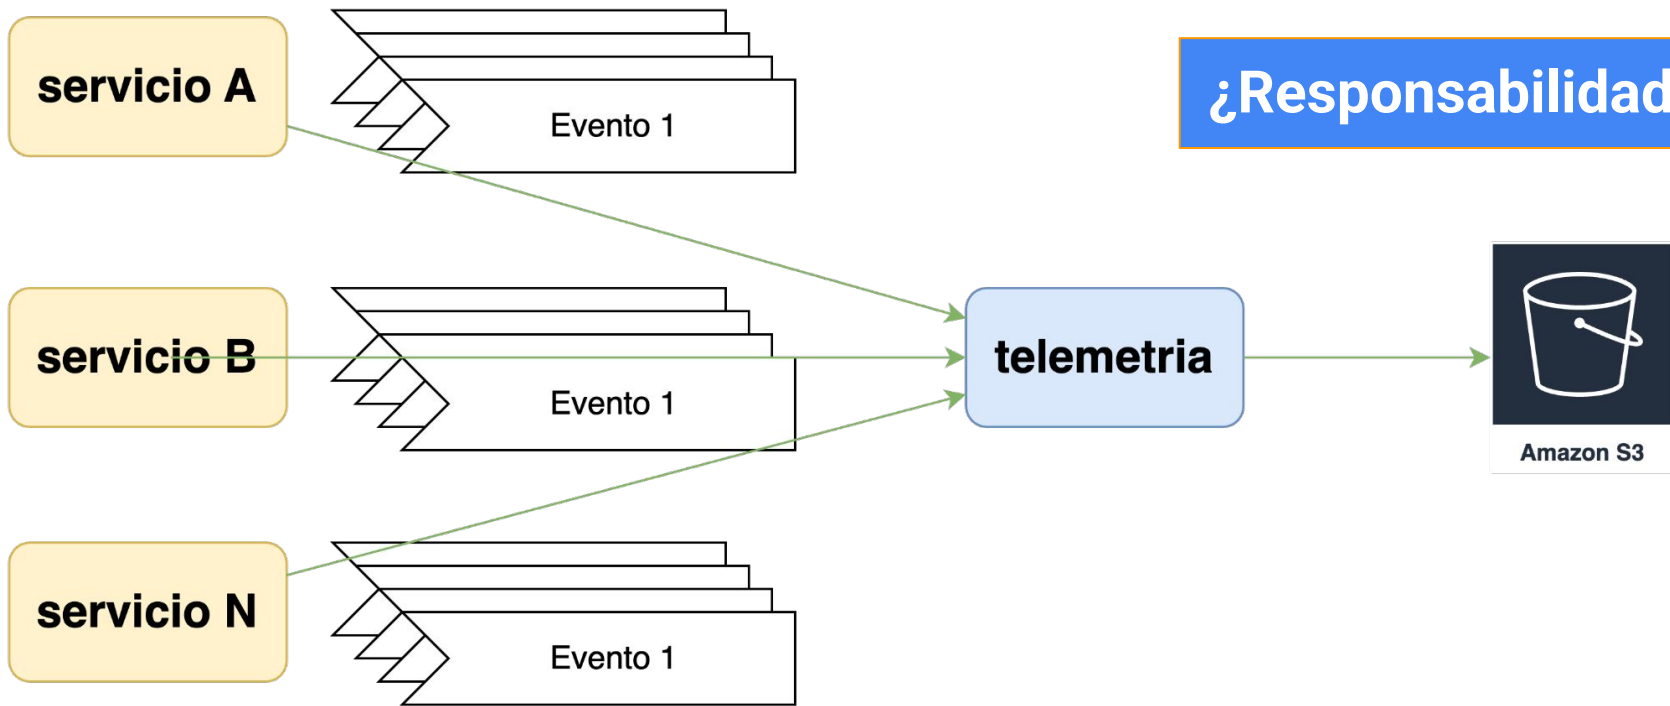 servicio A
Evento 1
¿Responsabilidad
servicio B
Evento 1
telemetria
Amazon S3
servicio N
Evento 1